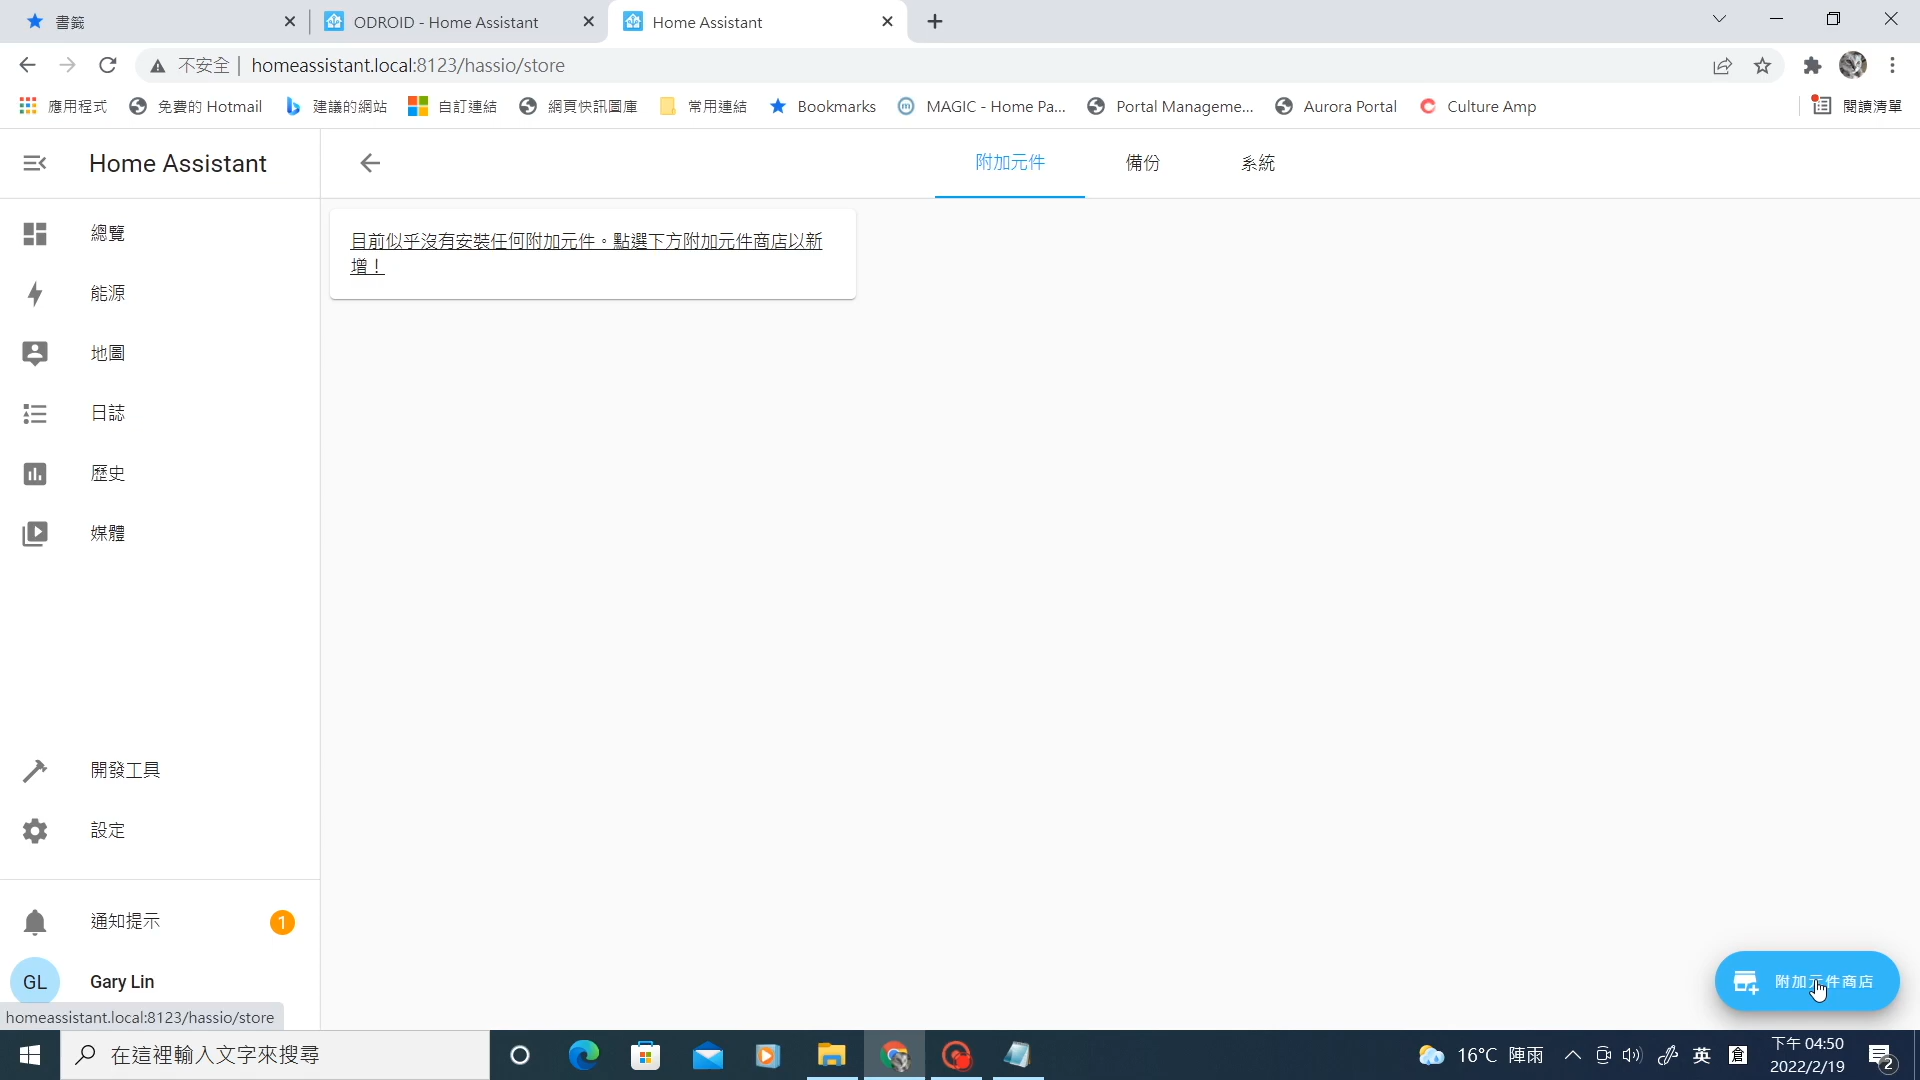 書籤
ODROID - Home Assistant
Home Assistant
不安全
homeassistant.local:8123/hassio/store
應用程式
免費的 Hotmail
建議的網站
自訂連結
網頁快訊圖庫
常用連結
Bookmarks
MAGIC - Home Pa...
Portal Manageme...
Aurora Portal
Culture Amp
閱讀清單
Home Assistant
附加元件
備份
系統
總覽
目前似乎沒有安裝任何附加元件。點選下方附加元件商店以新
增！
能源
地圖
日誌
歷史
媒體
開發工具
設定
通知提示
1
GL
Gary Lin
附加元件商店
homeassistant.local:8123/hassio/store
在這裡輸入文字來搜尋
16°C 陣雨
英
倉
下午 04:50
2022/2/19
2